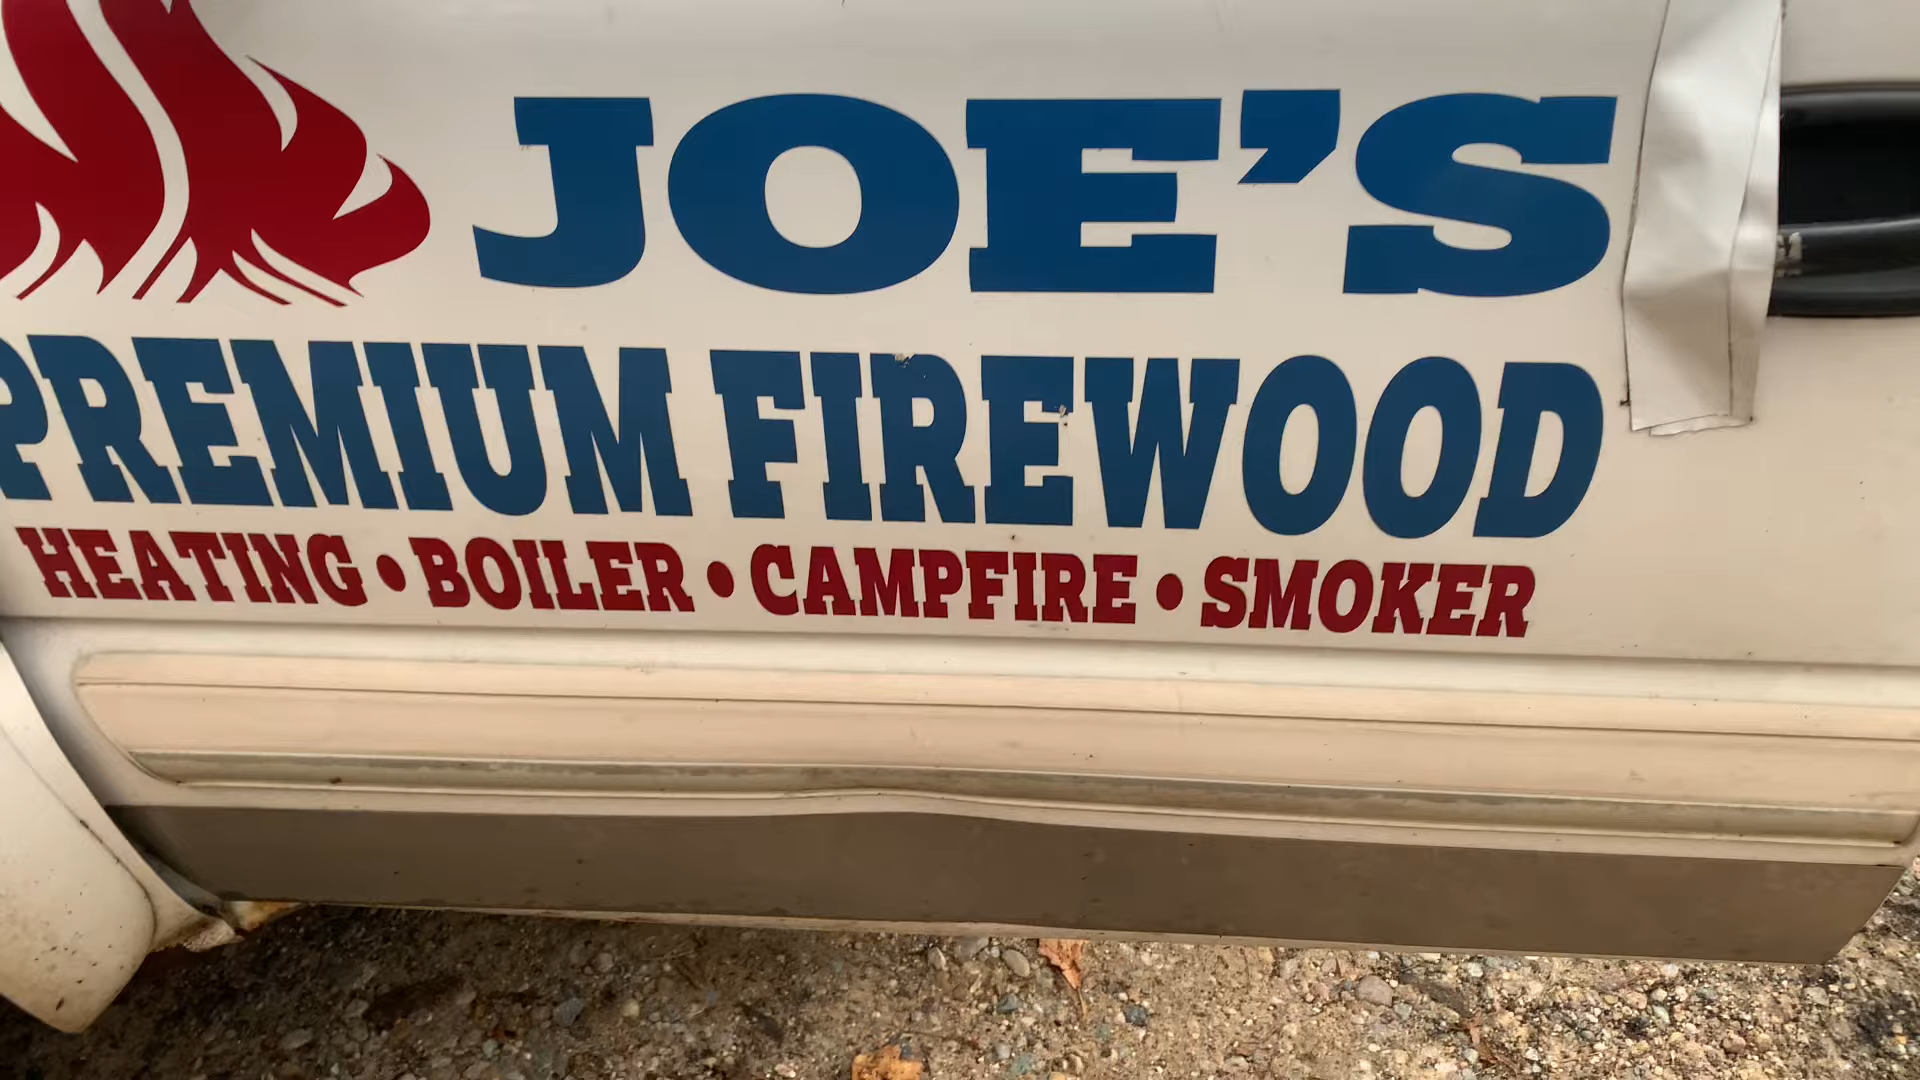 JOE'S
PREMIUM FIREWOOD
HEATING • BOILER • CAMPFIRE • SMOKER